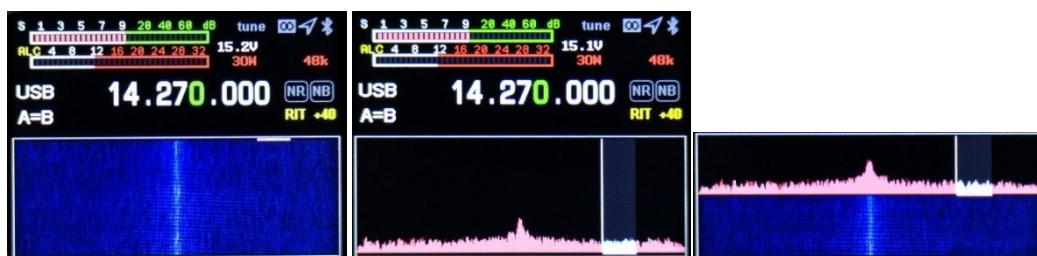 S 1 3 5 7 9 20 40 60 dB tune
ALC 4 8 12 16 20 24 28 32 15.2V
30W 48k
USB 14.270.000 NR NB
A=B RIT +40
S 1 3 5 7 9 20 40 60 dB tune
ALC 4 8 12 16 20 24 28 32 15.1V
30W 48k
USB 14.270.000 NR NB
A=B RIT +40